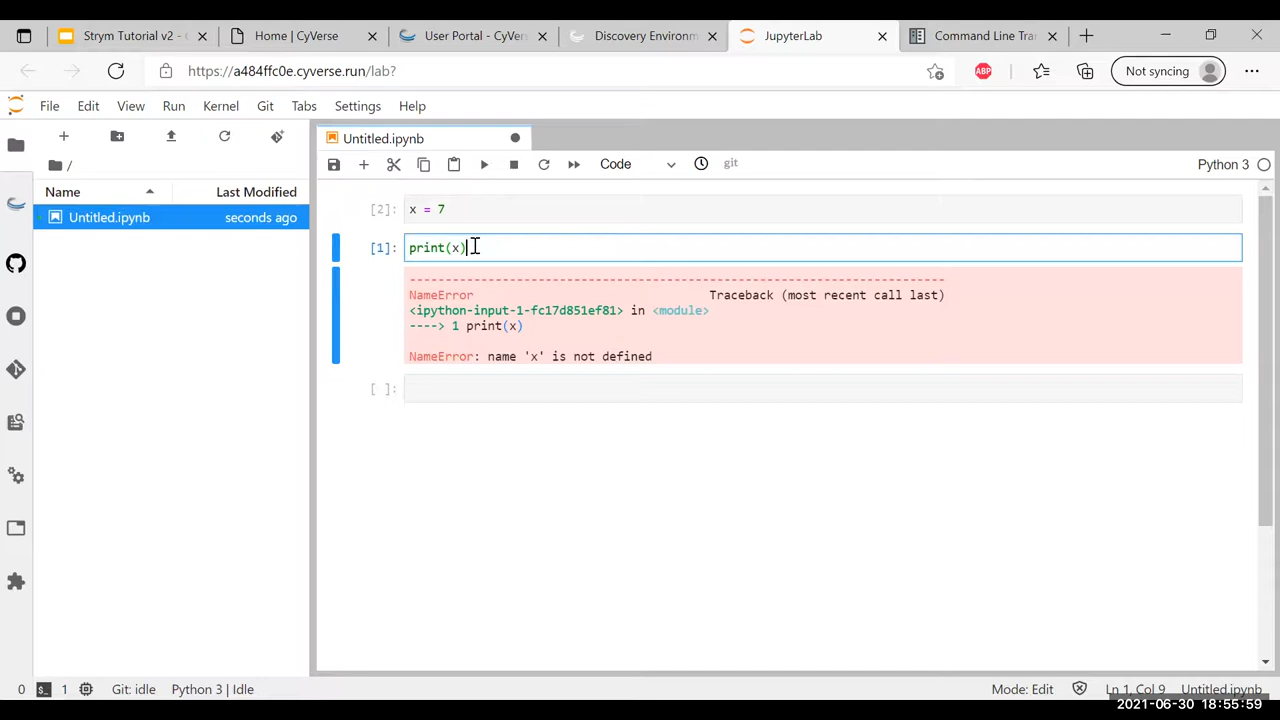 Strym Tutorial v2 - G
Home | CyVerse
User Portal - CyVerse
Discovery Environm
JupyterLab
Command Line Tra
https://a484ffc0e.cyverse.run/lab?
ABP
Not syncing
File Edit View Run Kernel Git Tabs Settings Help
Untitled.ipynb
Code
git
Python 3
/
Name
Last Modified
Untitled.ipynb
seconds ago
[2]: x = 7
[1]: print(x)
---------------------------------------------------------------------------
NameError Traceback (most recent call last)
<ipython-input-1-fc17d851ef81> in <module>
----> 1 print(x)
NameError: name 'x' is not defined
[ ]:
0
1
Git: idle
Python 3 | Idle
Mode: Edit
Ln 1, Col 9
Untitled.ipynb
2021-06-30 18:55:59